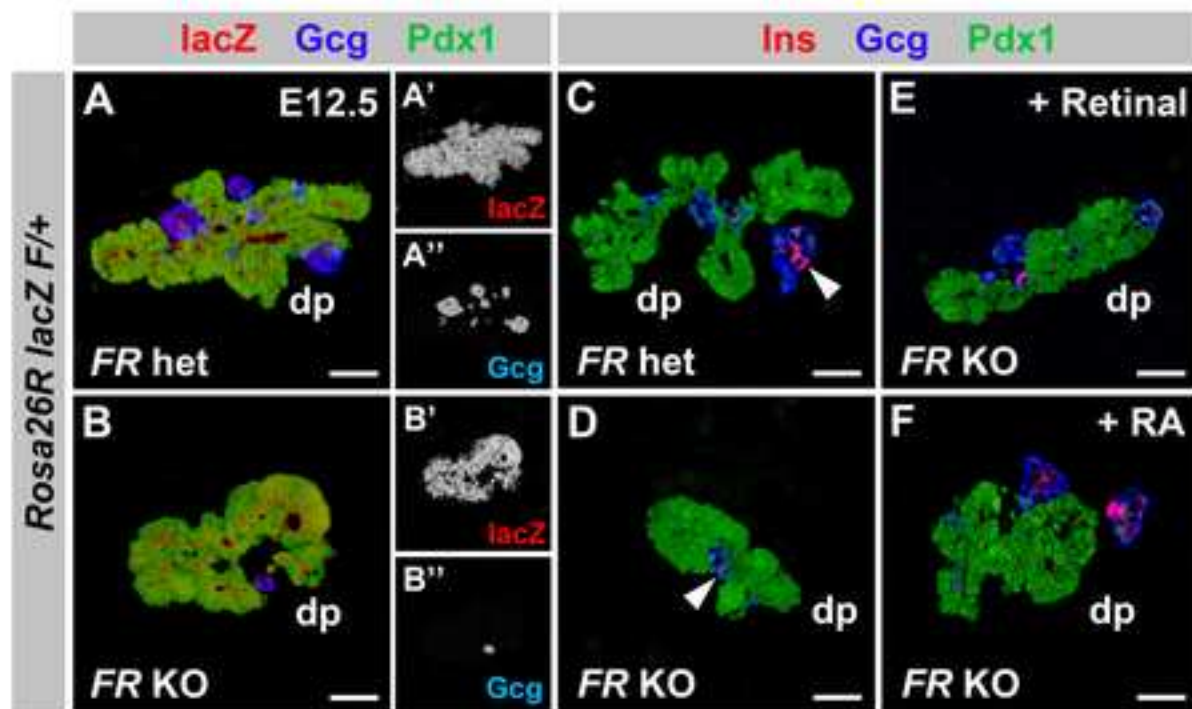 lacZ Gcg Pdx1
Ins Gcg Pdx1
Rosa26R lacZ F/+
A E12.5
dp
FR het
A'
lacZ
A''
Gcg
C
dp
FR het
E + Retinal
dp
FR KO
B
dp
FR KO
B'
lacZ
B''
Gcg
D
dp
FR KO
F + RA
dp
FR KO